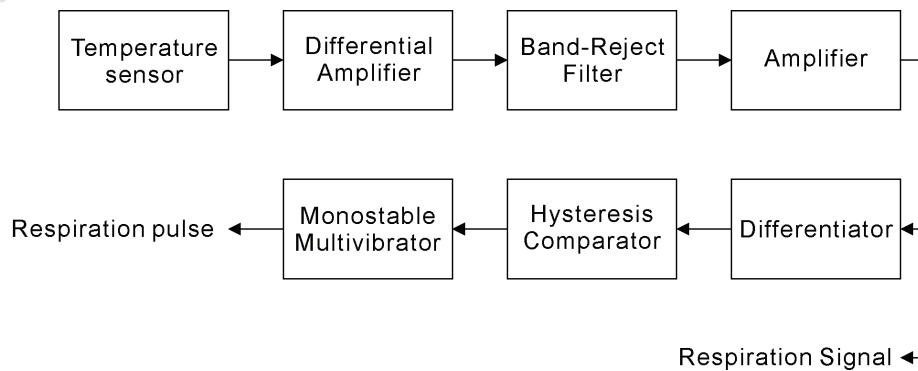 Temperature
sensor
Differential
Amplifier
Band-Reject
Filter
Amplifier
Respiration pulse
Monostable
Multivibrator
Hysteresis
Comparator
Differentiator
Respiration Signal